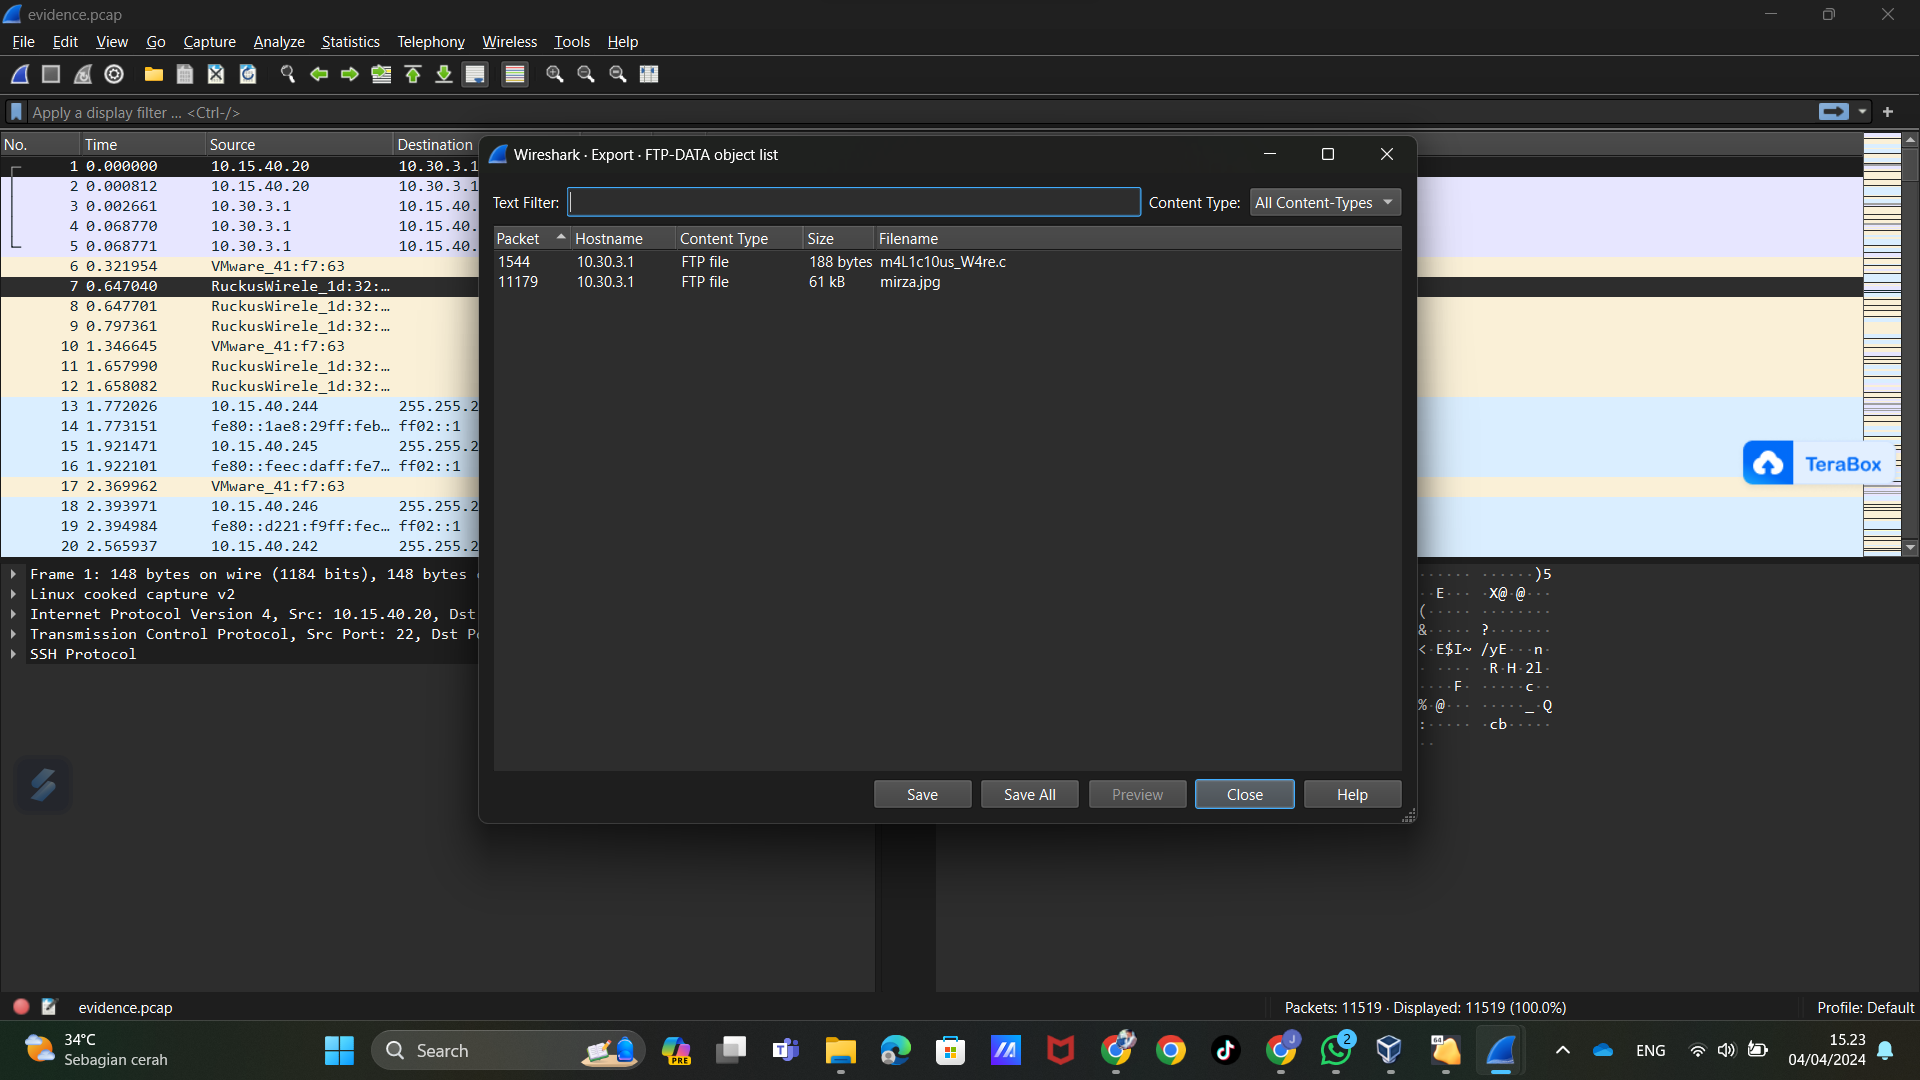 evidence.pcap
File Edit View Go Capture Analyze Statistics Telephony Wireless Tools Help
Apply a display filter ... <Ctrl-/>
No. Time Source Destination
1 0.000000 10.15.40.20 10.30.3.1
2 0.000812 10.15.40.20 10.30.3.1
3 0.002661 10.30.3.1 10.15.40.
4 0.068770 10.30.3.1 10.15.40.
5 0.068771 10.30.3.1 10.15.40.
6 0.321954 VMware_41:f7:63
7 0.647040 RuckusWirele_1d:32:…
8 0.647701 RuckusWirele_1d:32:…
9 0.797361 RuckusWirele_1d:32:…
10 1.346645 VMware_41:f7:63
11 1.657990 RuckusWirele_1d:32:…
12 1.658082 RuckusWirele_1d:32:…
13 1.772026 10.15.40.244 255.255.2
14 1.773151 fe80::1ae8:29ff:feb… ff02::1
15 1.921471 10.15.40.245 255.255.2
16 1.922101 fe80::feec:daff:fe7… ff02::1
17 2.369962 VMware_41:f7:63
18 2.393971 10.15.40.246 255.255.2
19 2.394984 fe80::d221:f9ff:fec… ff02::1
20 2.565937 10.15.40.242 255.255.2
Wireshark · Export · FTP-DATA object list
Text Filter: Content Type: All Content-Types
Packet Hostname Content Type Size Filename
1544 10.30.3.1 FTP file 188 bytes m4L1c10us_W4re.c
11179 10.30.3.1 FTP file 61 kB mirza.jpg
Save Save All Preview Close Help
TeraBox
Frame 1: 148 bytes on wire (1184 bits), 148 bytes
Linux cooked capture v2
Internet Protocol Version 4, Src: 10.15.40.20, Dst
Transmission Control Protocol, Src Port: 22, Dst P
SSH Protocol
······ ······)5
··E··· ·X@·@···
(····· ········
&····· ?·······
<·E$I~ /yE···n·
· ···· ·R·H·2l·
····F· ·····c··
%·@··· ·····_·Q
:····· ·cb·····
··
evidence.pcap Packets: 11519 · Displayed: 11519 (100.0%) Profile: Default
34°C
Sebagian cerah
Search
PRE
J
2
64
ENG
15.23
04/04/2024